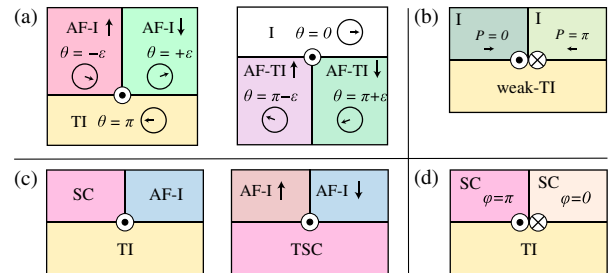 (a)
AF-I ↑ AF-I ↓
θ = −ε θ = +ε
TI θ = π
I θ = 0
AF-TI ↑ AF-TI ↓
θ = π−ε θ = π+ε
(b)
I I
P = 0 P = π
weak-TI
(c)
SC AF-I
TI
AF-I ↑ AF-I ↓
TSC
(d)
SC SC
φ=π φ=0
TI